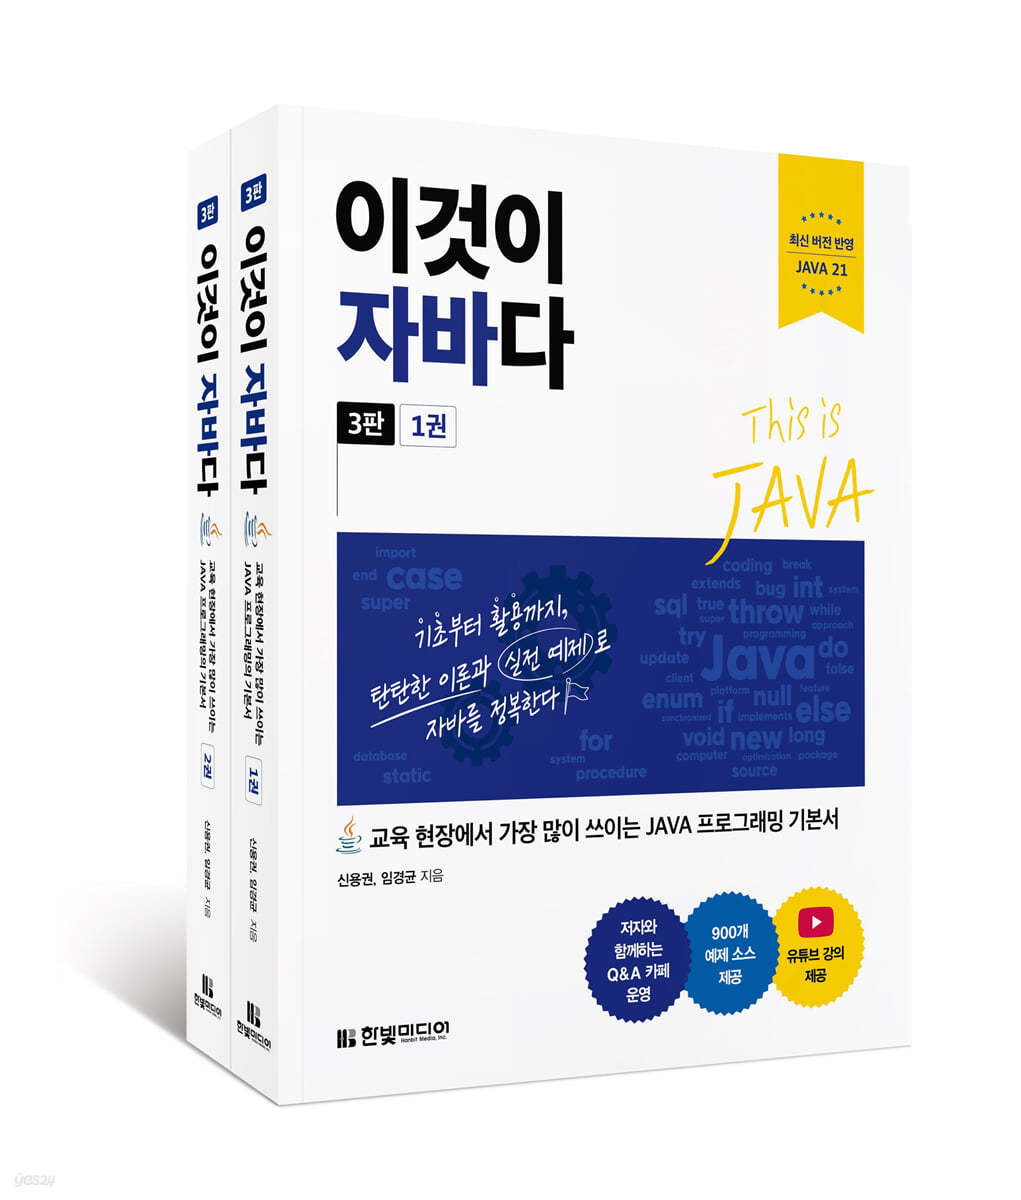 3판
이것이 자바다
교육 현장에서 가장 많이 쓰이는
JAVA 프로그래밍의 기본서
2권
신용권, 임경균 지음
한빛미디어
3판
이것이 자바다
교육 현장에서 가장 많이 쓰이는
JAVA 프로그래밍의 기본서
1권
신용권, 임경균 지음
한빛미디어
Hanbit Media, Inc.
이것이
자바다
3판
1권
최신 버전 반영
JAVA 21
This is
JAVA
import
end
case
super
기초부터 활용까지,
탄탄한 이론과 실전 예제로
자바를 정복한다
database
static
for
system
procedure
coding
break
extends
bug
int
system
sql
true
super
throw
while
approach
try
programming
update
Java
do
false
client
enum
platform
null
feature
synchronized
if
implements
else
void
new
long
computer
optimization
package
source
교육 현장에서 가장 많이 쓰이는 JAVA 프로그래밍 기본서
신용권, 임경균 지음
저자와
함께하는
Q&A 카페
운영
900개
예제 소스
제공
유튜브 강의
제공
한빛미디어
Hanbit Media, Inc.
yes24